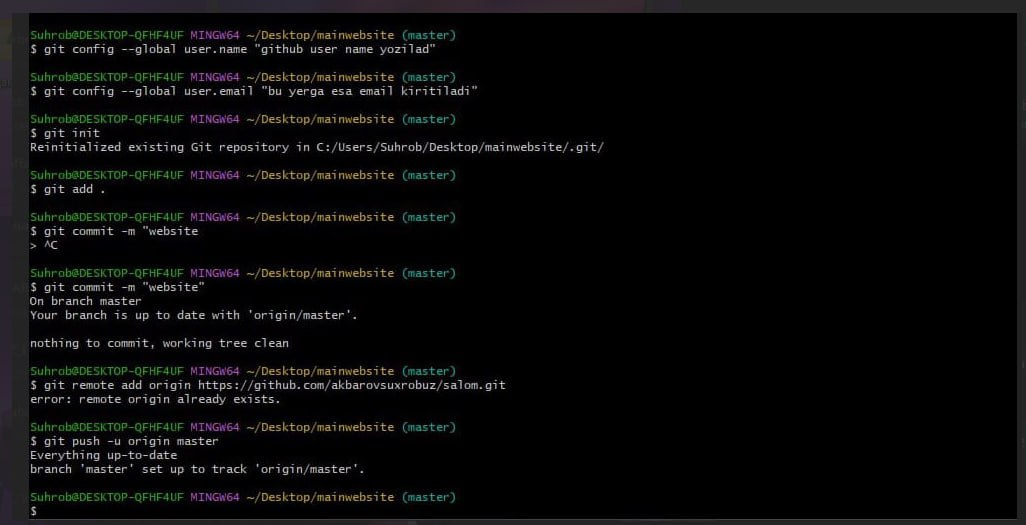 Suhrob@DESKTOP-QFHF4UF MINGW64 ~/Desktop/mainwebsite (master)
$ git config --global user.name "github user name yozilad"
Suhrob@DESKTOP-QFHF4UF MINGW64 ~/Desktop/mainwebsite (master)
$ git config --global user.email "bu yerga esa email kiritiladi"
Suhrob@DESKTOP-QFHF4UF MINGW64 ~/Desktop/mainwebsite (master)
$ git init
Reinitialized existing Git repository in C:/Users/Suhrob/Desktop/mainwebsite/.git/
Suhrob@DESKTOP-QFHF4UF MINGW64 ~/Desktop/mainwebsite (master)
$ git add .
Suhrob@DESKTOP-QFHF4UF MINGW64 ~/Desktop/mainwebsite (master)
$ git commit -m "website
> ^C
Suhrob@DESKTOP-QFHF4UF MINGW64 ~/Desktop/mainwebsite (master)
$ git commit -m "website"
On branch master
Your branch is up to date with 'origin/master'.
nothing to commit, working tree clean
Suhrob@DESKTOP-QFHF4UF MINGW64 ~/Desktop/mainwebsite (master)
$ git remote add origin https://github.com/akbarovsuxrobuz/salom.git
error: remote origin already exists.
Suhrob@DESKTOP-QFHF4UF MINGW64 ~/Desktop/mainwebsite (master)
$ git push -u origin master
Everything up-to-date
branch 'master' set up to track 'origin/master'.
Suhrob@DESKTOP-QFHF4UF MINGW64 ~/Desktop/mainwebsite (master)
$